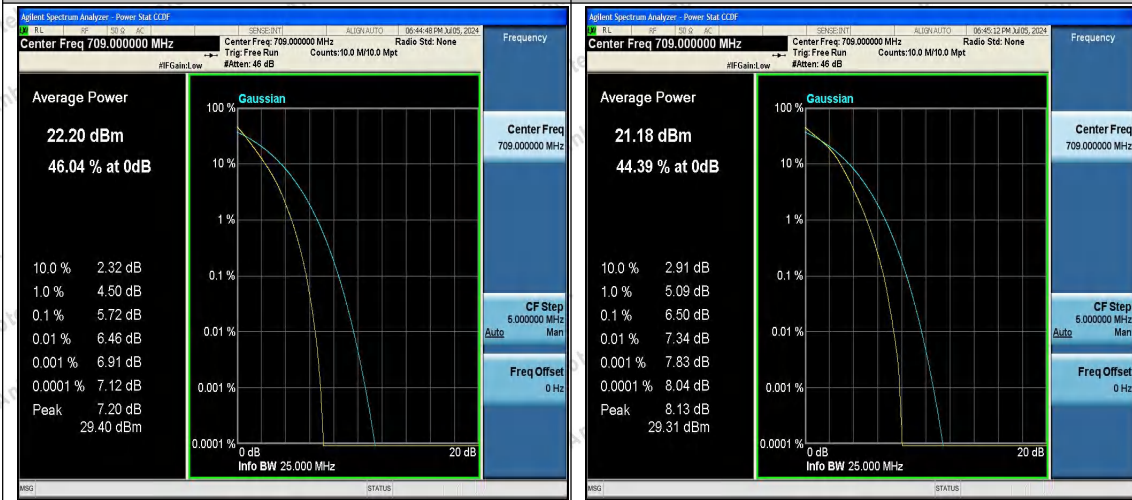 Agilent Spectrum Analyzer - Power Stat CCDF
RL RF 50 Ω AC SENSE:INT ALIGN AUTO 06:44:48 PM Jul 05, 2024
Center Freq 709.000000 MHz
Center Freq: 709.000000 MHz Radio Std: None
Trig: Free Run Counts:10.0 M/10.0 Mpt
#IFGain:Low #Atten: 46 dB
Frequency
Average Power
22.20 dBm
46.04 % at 0dB
10.0 % 2.32 dB
1.0 % 4.50 dB
0.1 % 5.72 dB
0.01 % 6.46 dB
0.001 % 6.91 dB
0.0001 % 7.12 dB
Peak 7.20 dB
29.40 dBm
Gaussian
100 %
10 %
1 %
0.1 %
0.01 %
0.001 %
0.0001 %
0 dB 20 dB
Info BW 25.000 MHz
Center Freq
709.000000 MHz
CF Step
5.000000 MHz
Auto Man
Freq Offset
0 Hz
MSG STATUS
Agilent Spectrum Analyzer - Power Stat CCDF
RL RF 50 Ω AC SENSE:INT ALIGN AUTO 06:45:12 PM Jul 05, 2024
Center Freq 709.000000 MHz
Center Freq: 709.000000 MHz Radio Std: None
Trig: Free Run Counts:10.0 M/10.0 Mpt
#IFGain:Low #Atten: 46 dB
Frequency
Average Power
21.18 dBm
44.39 % at 0dB
10.0 % 2.91 dB
1.0 % 5.09 dB
0.1 % 6.50 dB
0.01 % 7.34 dB
0.001 % 7.83 dB
0.0001 % 8.04 dB
Peak 8.13 dB
29.31 dBm
Gaussian
100 %
10 %
1 %
0.1 %
0.01 %
0.001 %
0.0001 %
0 dB 20 dB
Info BW 25.000 MHz
Center Freq
709.000000 MHz
CF Step
5.000000 MHz
Auto Man
Freq Offset
0 Hz
MSG STATUS